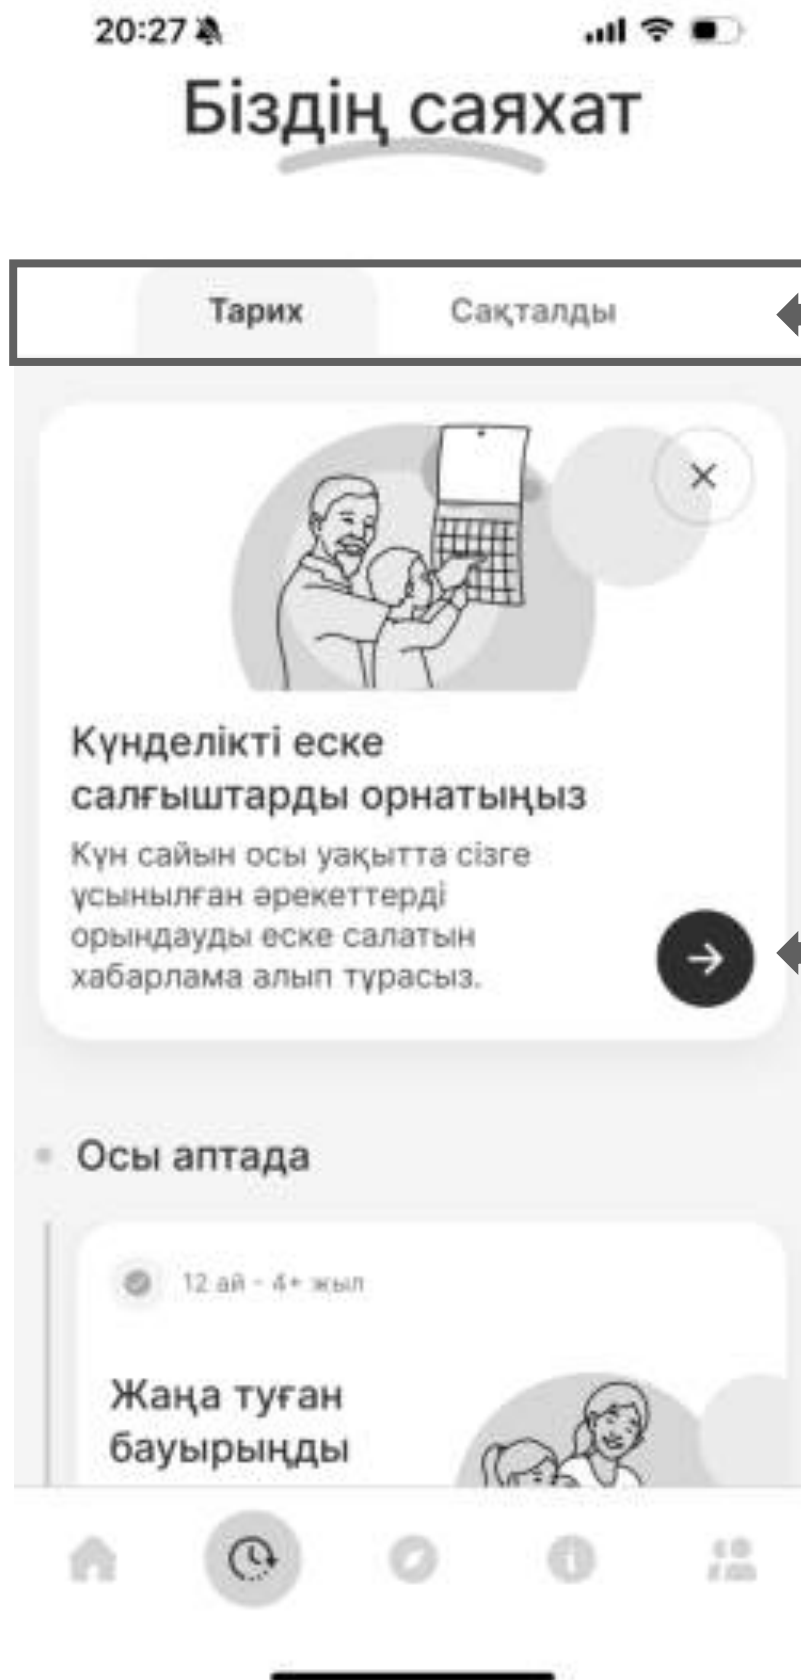 20:27
Біздің саяхат
Тарих
Сақталды
Күнделікті еске
салғыштарды орнатыңыз
Күн сайын осы уақытта сізге
ұсынылған әрекеттерді
орындауды еске салатын
хабарлама алып тұрасыз.
Осы аптада
12 ай - 4+ жыл
Жаңа туған
бауырыңды